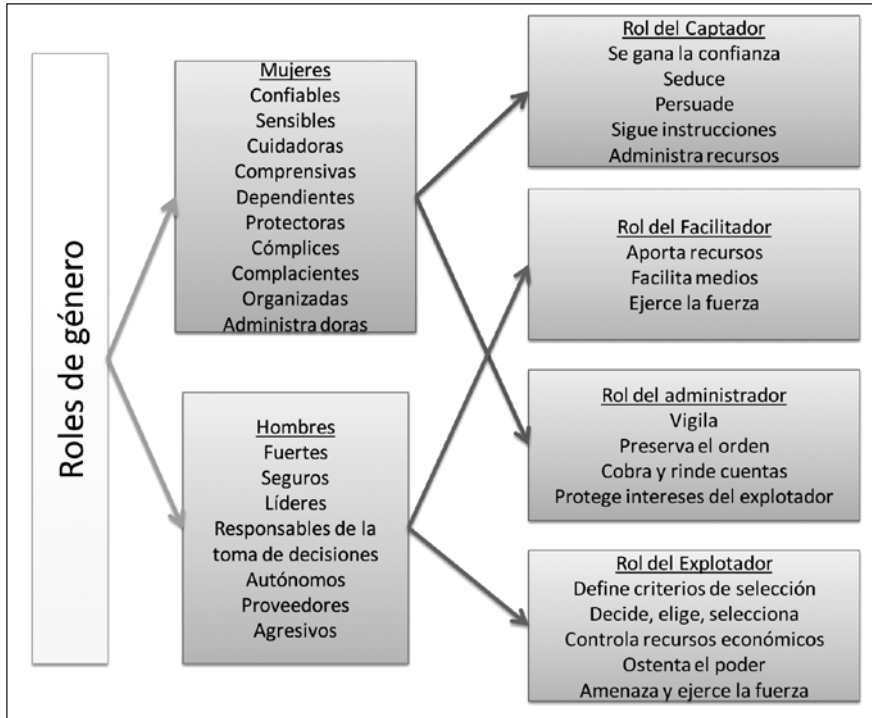 Roles de género
Mujeres
Confiables
Sensibles
Cuidadoras
Comprensivas
Dependientes
Protectoras
Cómplices
Complacientes
Organizadas
Administra doras
Hombres
Fuertes
Seguros
Líderes
Responsables de la
toma de decisiones
Autónomos
Proveedores
Agresivos
Rol del Captador
Se gana la confianza
Seduce
Persuade
Sigue instrucciones
Administra recursos
Rol del Facilitador
Aporta recursos
Facilita medios
Ejerce la fuerza
Rol del administrador
Vigila
Preserva el orden
Cobra y rinde cuentas
Protege intereses del explotador
Rol del Explotador
Define criterios de selección
Decide, elige, selecciona
Controla recursos económicos
Ostenta el poder
Amenaza y ejerce la fuerza